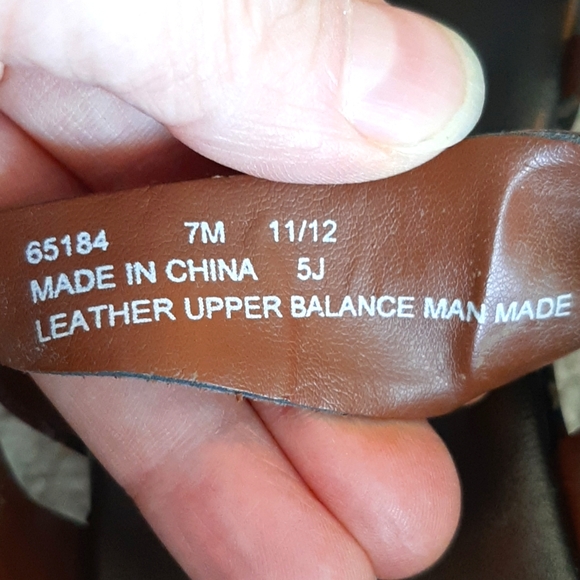 65184 7M 11/12
MADE IN CHINA 5J
LEATHER UPPER BALANCE MAN MADE